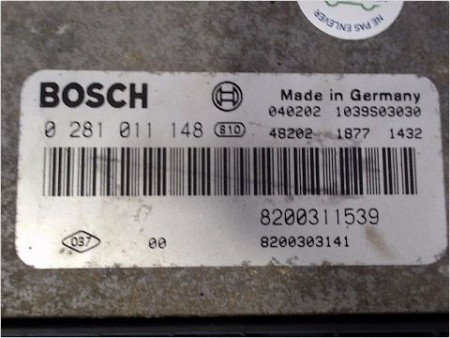 NE PAS ENLEVER
BOSCH
Made in Germany
040202 1039S03030
0 281 011 148 S10 48202 1877 1432
8200311539
037 00 8200303141